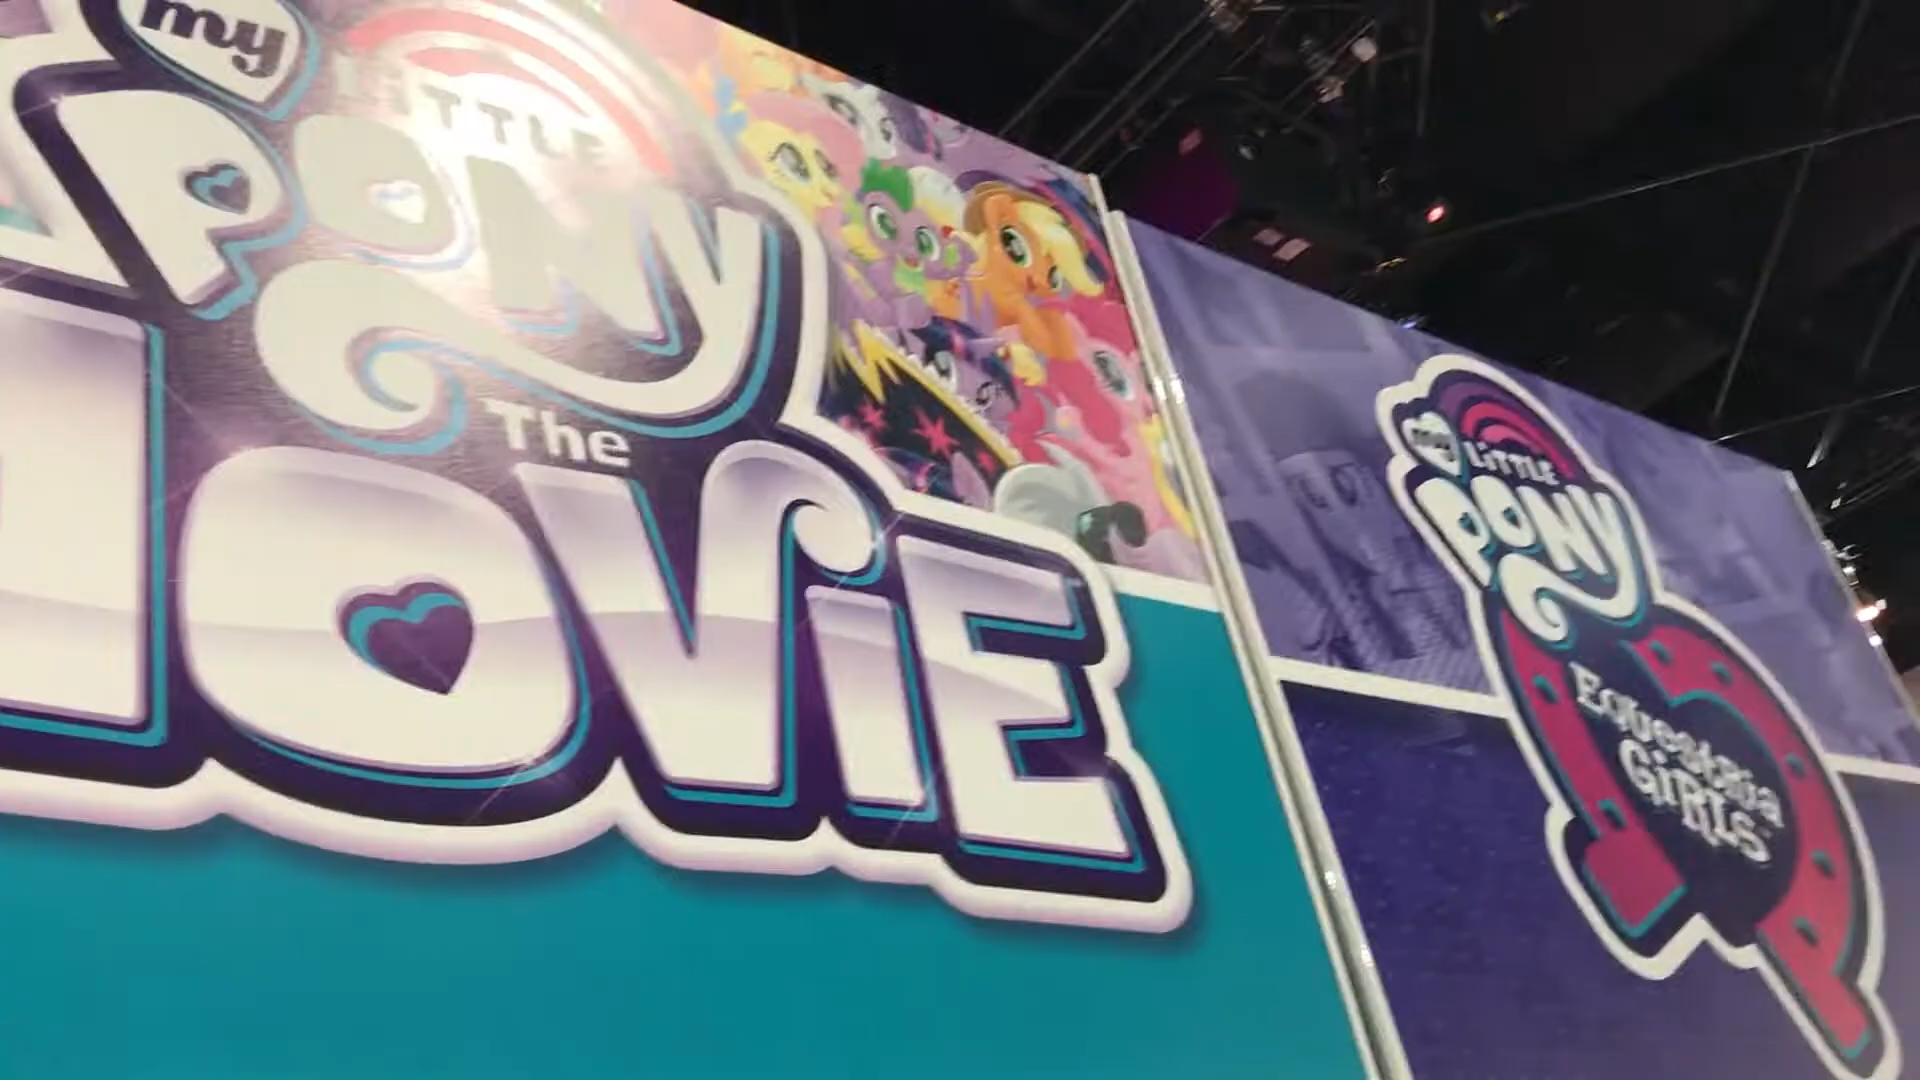 my
LiTTLE
PONY
The
MOViE
my
LiTTLE
PONY
Equestria
GiRLS